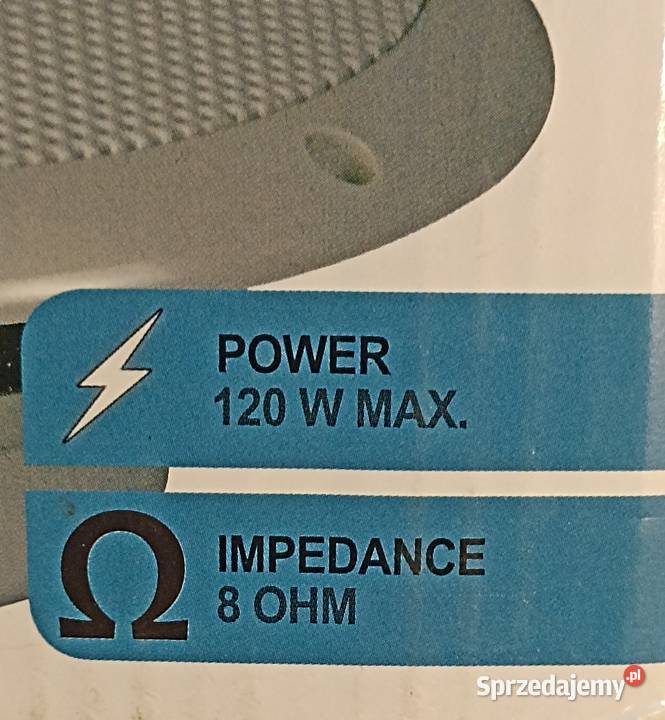 POWER
120 W MAX.
Ω IMPEDANCE
8 OHM
Sprzedajemy.pl